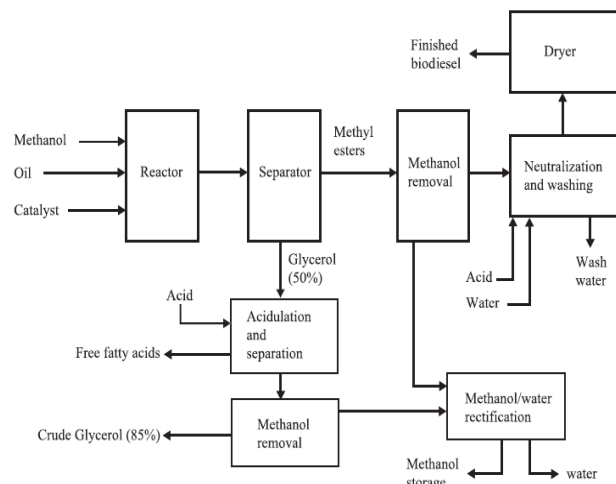 Finished
biodiesel
Dryer
Methanol
Oil
Catalyst
Reactor
Separator
Methyl
esters
Methanol
removal
Neutralization
and washing
Glycerol
(50%)
Acid
Water
Wash
water
Acid
Acidulation
and
separation
Free fatty acids
Methanol
removal
Crude Glycerol (85%)
Methanol/water
rectification
Methanol
storage
water